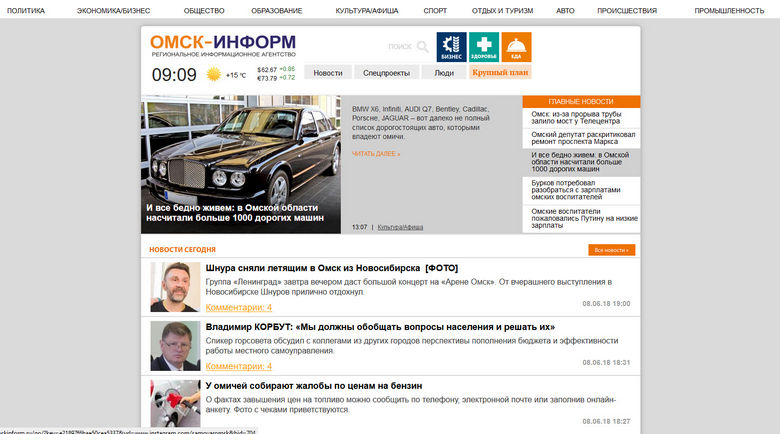 ПОЛИТИКА ЭКОНОМИКА/БИЗНЕС ОБЩЕСТВО ОБРАЗОВАНИЕ КУЛЬТУРА/АФИША СПОРТ ОТДЫХ И ТУРИЗМ АВТО ПРОИСШЕСТВИЯ ПРОМЫШЛЕННОСТЬ
ОМСК-ИНФОРМ
РЕГИОНАЛЬНОЕ ИНФОРМАЦИОННОЕ АГЕНТСТВО
ПОИСК
БИЗНЕС ЗДОРОВЬЕ ЕДА
09:09 +15 °C
$62.67 +0.66
€73.79 +0.72
Новости Спецпроекты Люди Крупный план
И все бедно живем: в Омской области
насчитали больше 1000 дорогих машин
BMW X6, Infiniti, AUDI Q7, Bentley, Cadillac,
Porsche, JAGUAR – вот далеко не полный
список дорогостоящих авто, которыми
владеют омичи.
ЧИТАТЬ ДАЛЕЕ »
13:07 | Культура/Афиша
ГЛАВНЫЕ НОВОСТИ
Омск: из-за прорыва трубы
залило мост у Телецентра
Омский депутат раскритиковал
ремонт проспекта Маркса
И все бедно живем: в Омской
области насчитали больше
1000 дорогих машин
Бурков потребовал
разобраться с зарплатами
омских воспитателей
Омские воспитатели
пожаловались Путину на низкие
зарплаты
НОВОСТИ СЕГОДНЯ
Все новости »
Шнура сняли летящим в Омск из Новосибирска [ФОТО]
Группа «Ленинград» завтра вечером даст большой концерт на «Арене Омск». От вчерашнего выступления в
Новосибирске Шнуров прилично отдохнул.
Комментарии: 4
08.06.18 19:00
Владимир КОРБУТ: «Мы должны обобщать вопросы населения и решать их»
Спикер горсовета обсудил с коллегами из других городов перспективы пополнения бюджета и эффективности
работы местного самоуправления.
Комментарии: 4
08.06.18 18:31
У омичей собирают жалобы по ценам на бензин
О фактах завышения цен на топливо можно сообщить по телефону, электронной почте или заполнив онлайн-
анкету. Фото с чеками приветствуются.
08.06.18 18:27